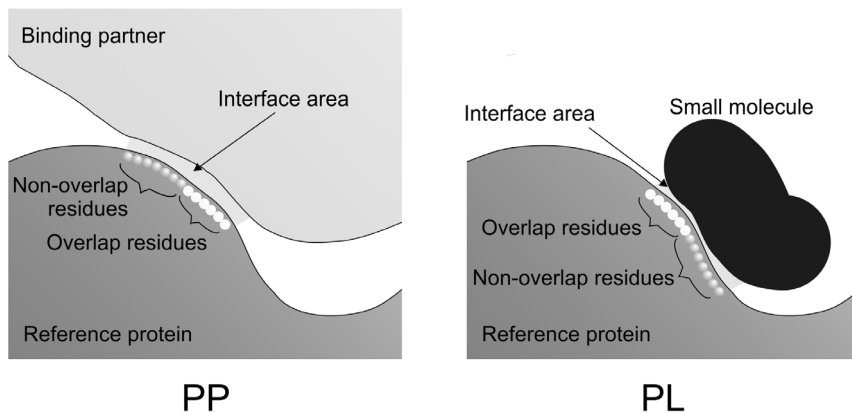 Binding partner
Interface area
Non-overlap
residues
Overlap residues
Reference protein
PP
Small molecule
Interface area
Overlap residues
Non-overlap residues
Reference protein
PL